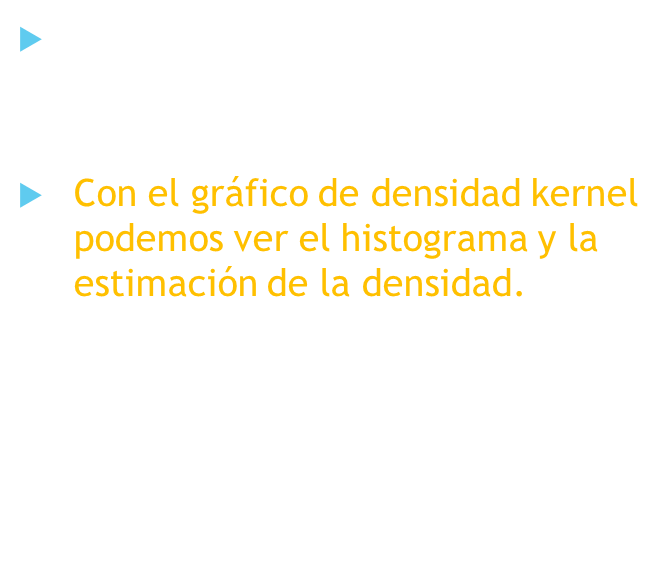 Con el gráfico de densidad kernel
podemos ver el histograma y la
estimación de la densidad.